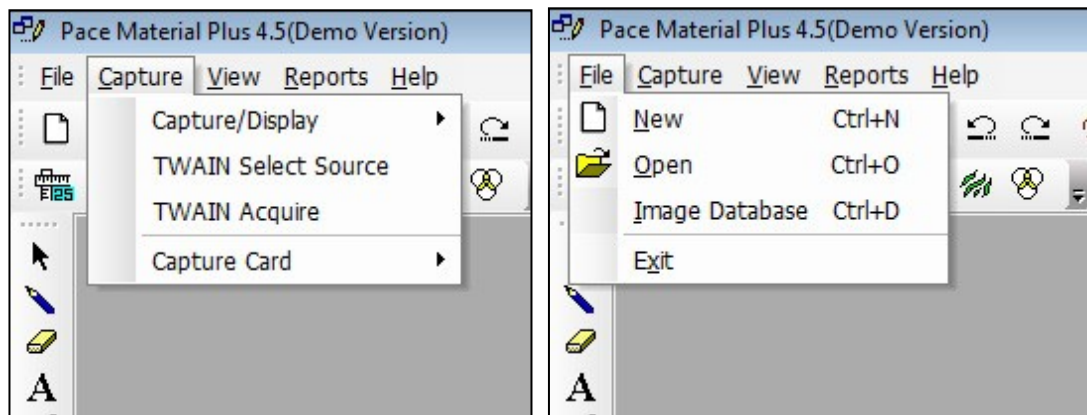 Pace Material Plus 4.5(Demo Version)
File Capture View Reports Help
Capture/Display
TWAIN Select Source
TWAIN Acquire
Capture Card
E125
A
Pace Material Plus 4.5(Demo Version)
File Capture View Reports Help
New Ctrl+N
Open Ctrl+O
Image Database Ctrl+D
Exit
A